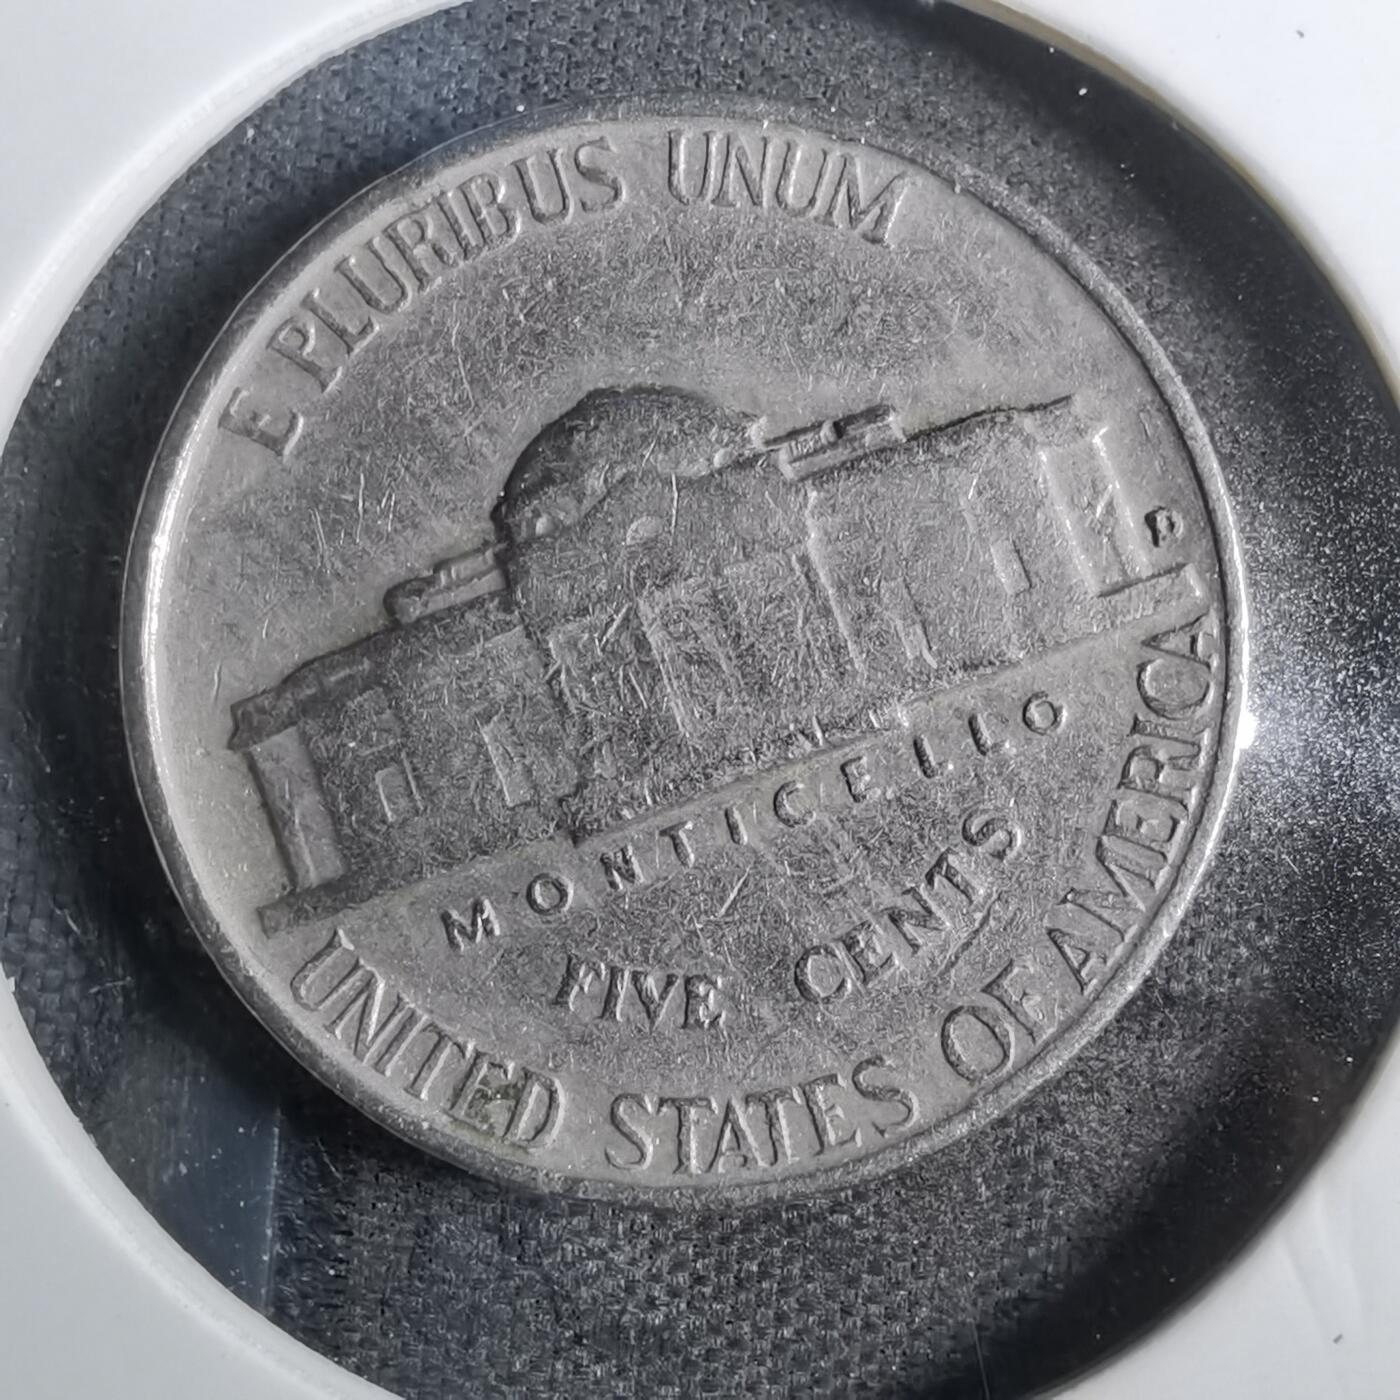 E PLURIBUS UNUM
D
MONTICELLO
FIVE CENTS
UNITED STATES OF AMERICA